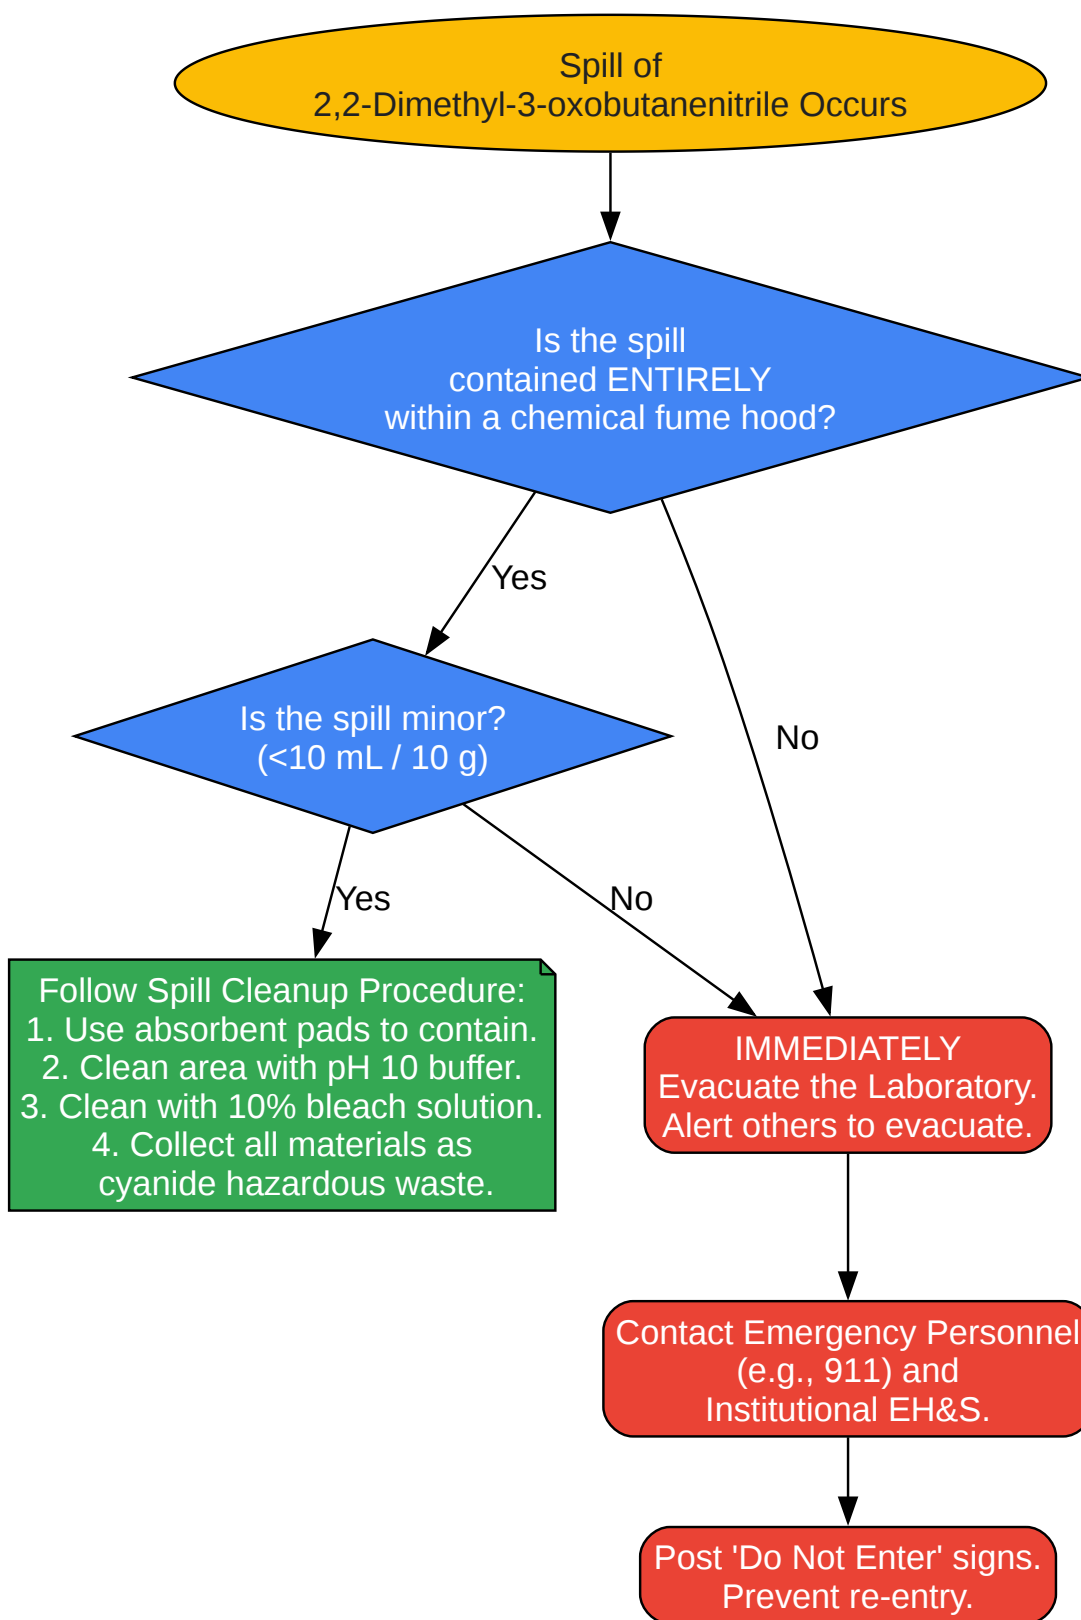 Spill of
2,2-Dimethyl-3-oxobutanenitrile Occurs
Is the spill
contained ENTIRELY
within a chemical fume hood?
Yes
No
Is the spill minor?
(<10 mL / 10 g)
Yes
No
Follow Spill Cleanup Procedure:
1. Use absorbent pads to contain.
2. Clean area with pH 10 buffer.
3. Clean with 10% bleach solution.
4. Collect all materials as
cyanide hazardous waste.
IMMEDIATELY
Evacuate the Laboratory.
Alert others to evacuate.
Contact Emergency Personnel
(e.g., 911) and
Institutional EH&S.
Post 'Do Not Enter' signs.
Prevent re-entry.